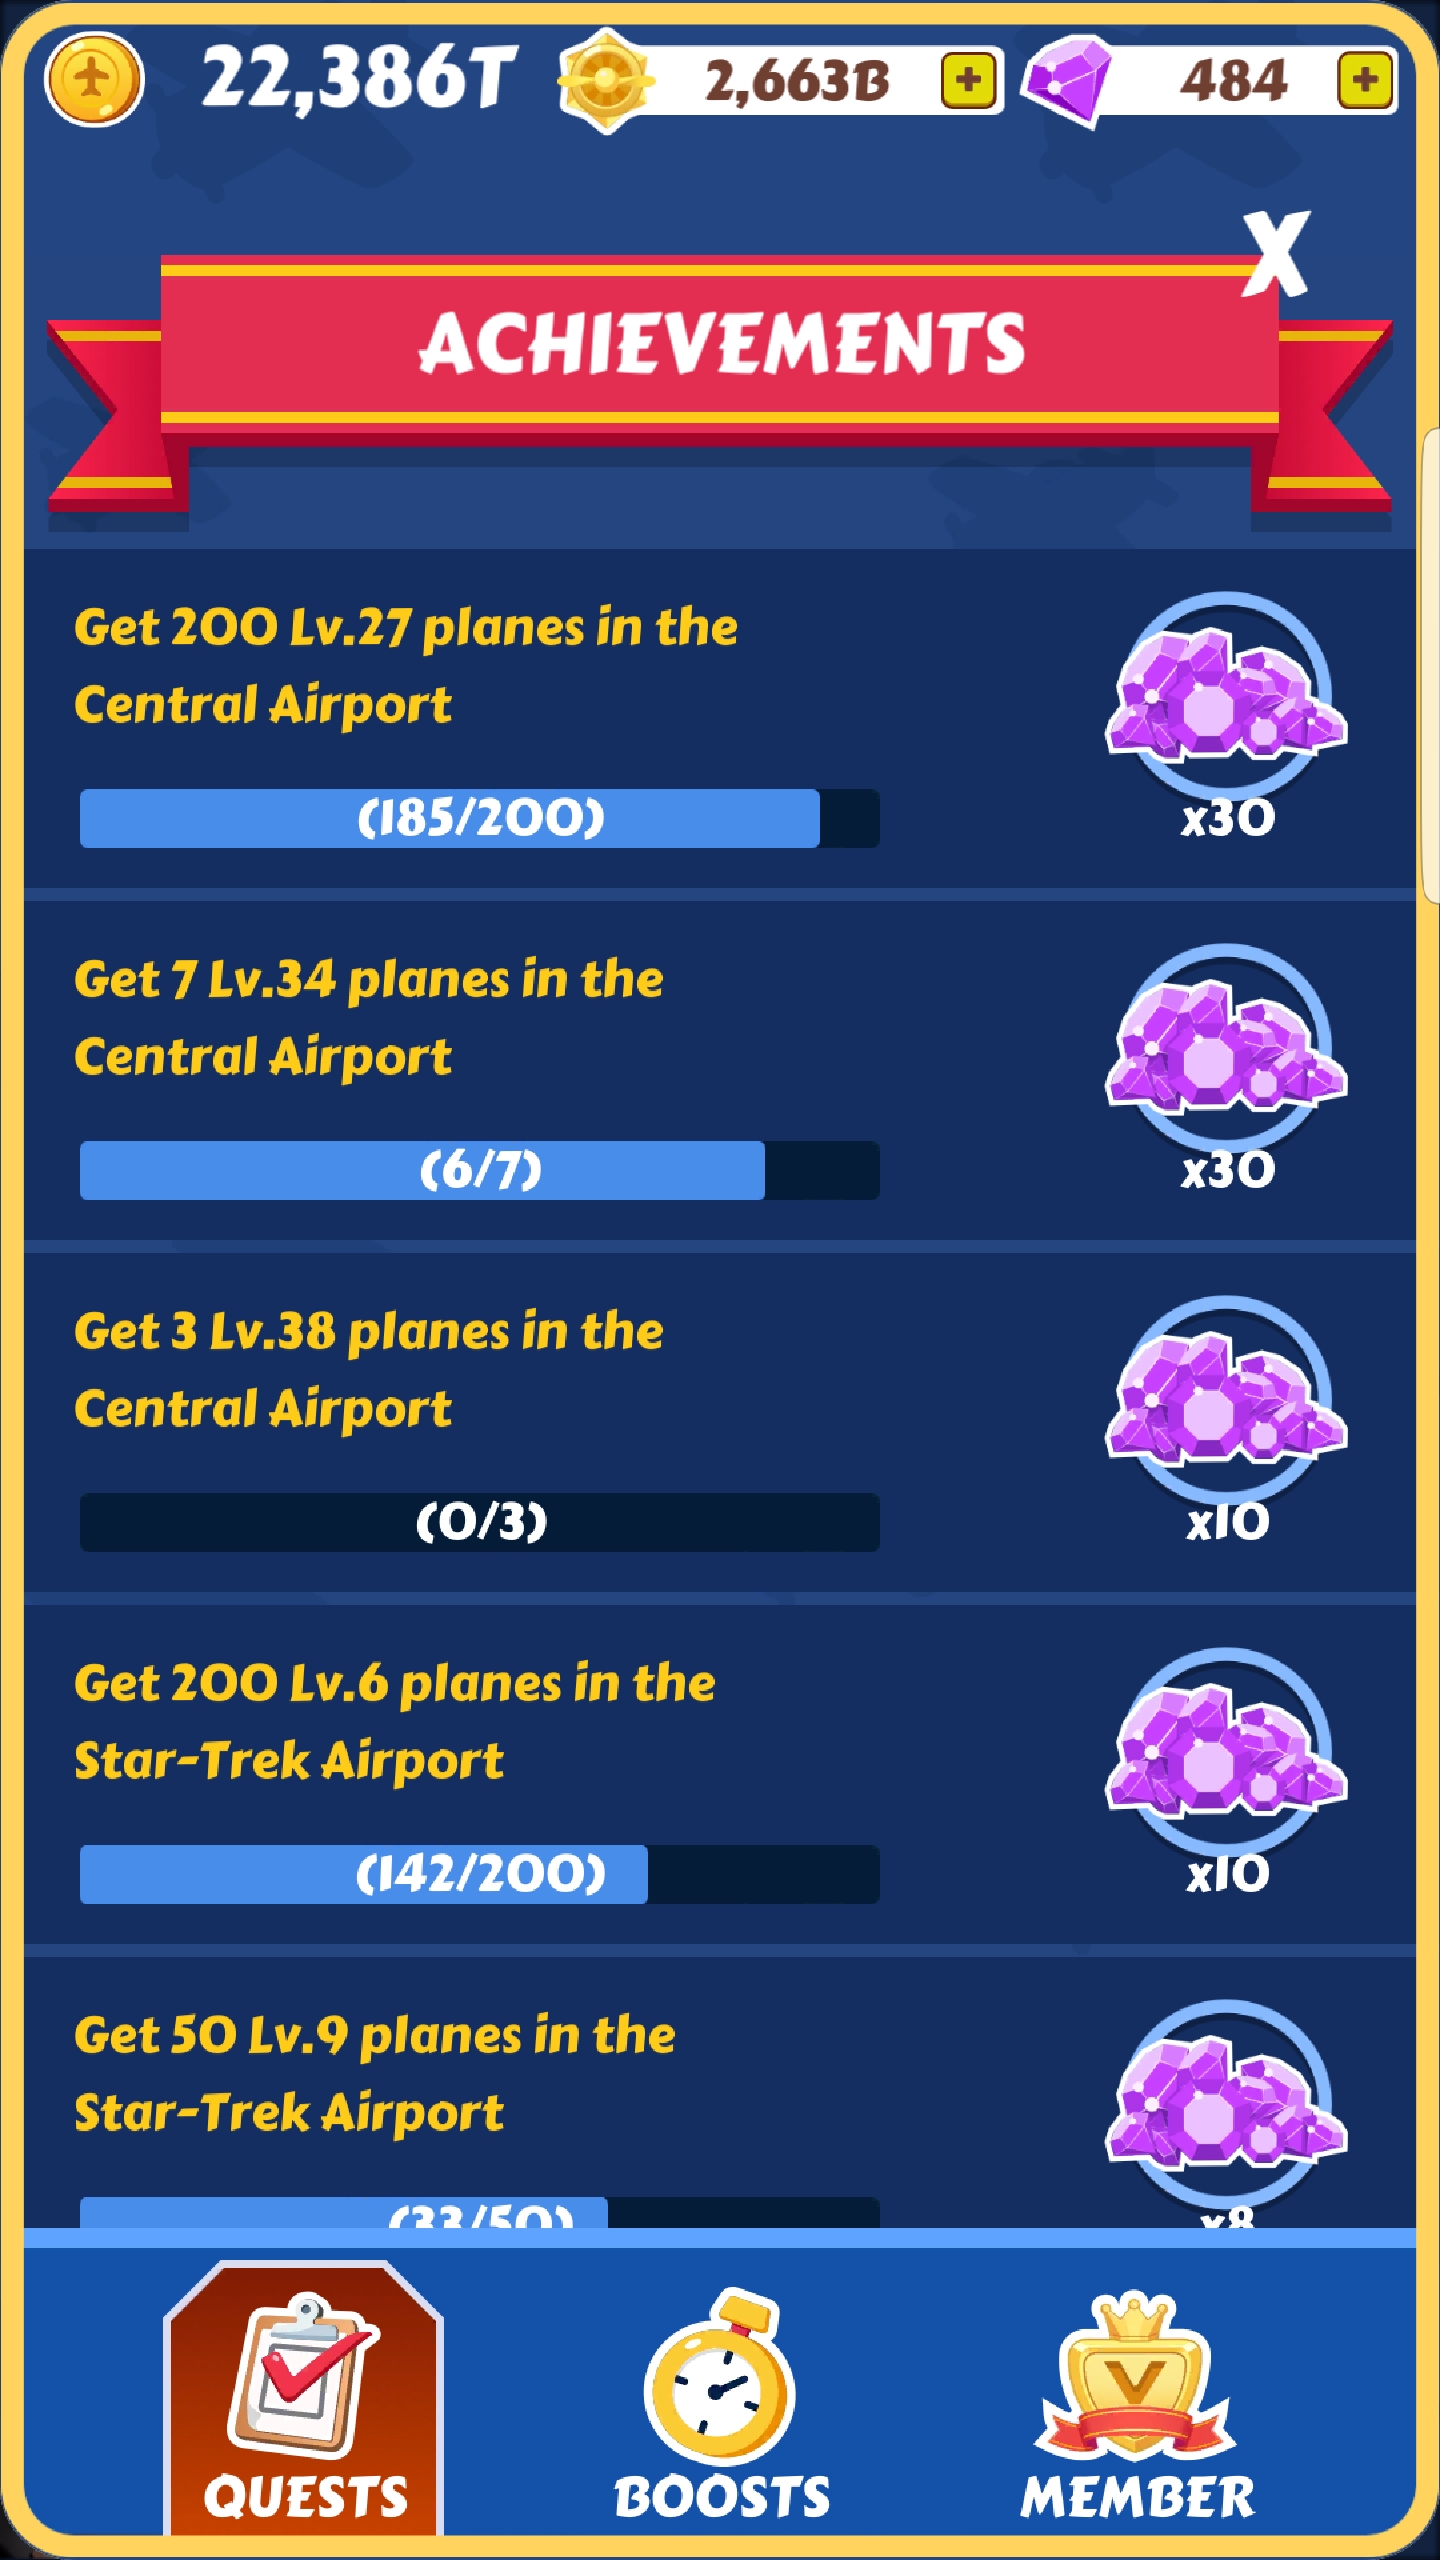 22,386T 2,663B + 484 +
X
ACHIEVEMENTS
Get 200 Lv.27 planes in the
Central Airport
(185/200)
x30
Get 7 Lv.34 planes in the
Central Airport
(6/7)
x30
Get 3 Lv.38 planes in the
Central Airport
(0/3)
x10
Get 200 Lv.6 planes in the
Star-Trek Airport
(142/200)
x10
Get 50 Lv.9 planes in the
Star-Trek Airport
(33/50)
x8
V
QUESTS BOOSTS MEMBER